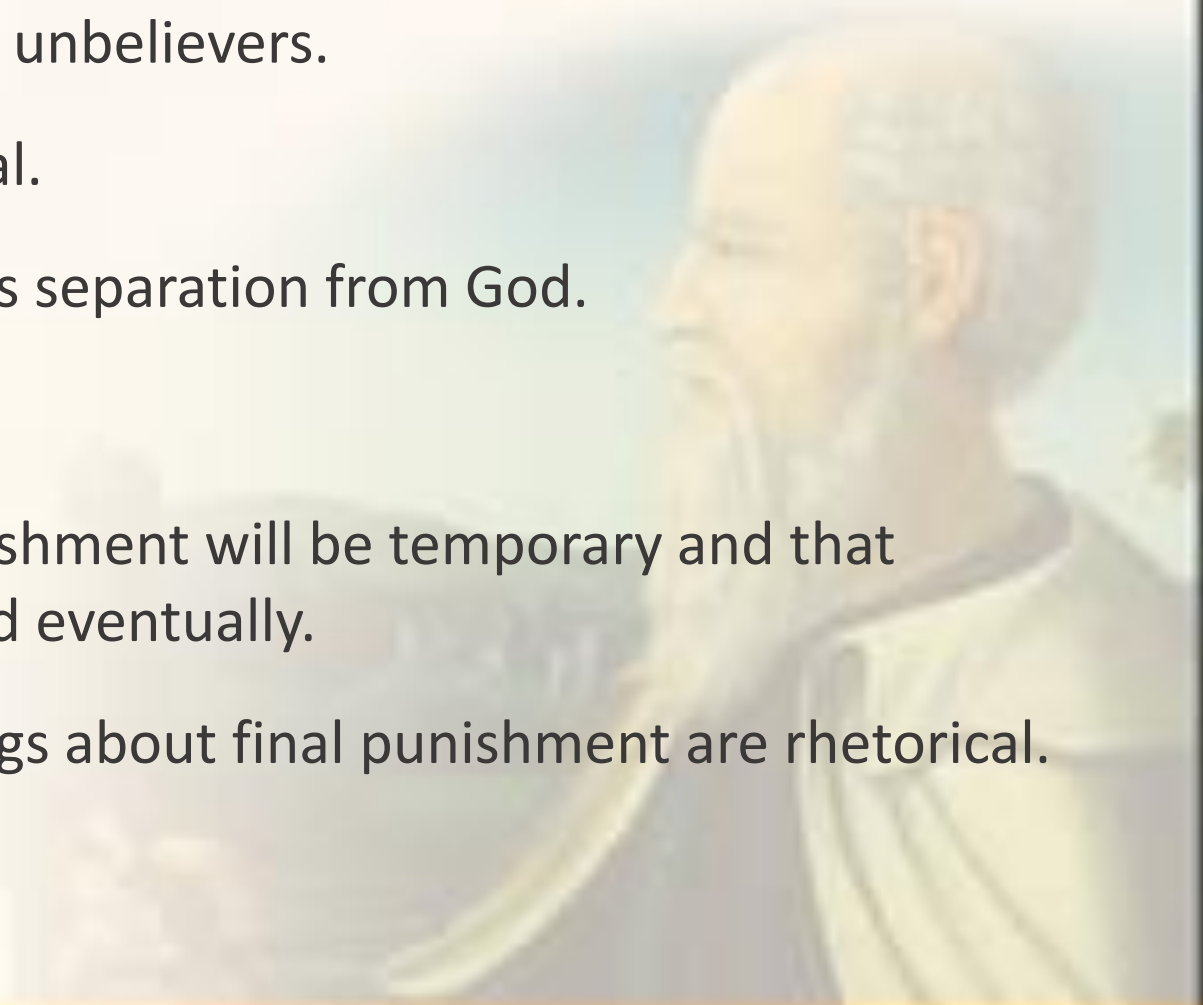 unbelievers.
al.
s separation from God.
shment will be temporary and that
d eventually.
gs about final punishment are rhetorical.